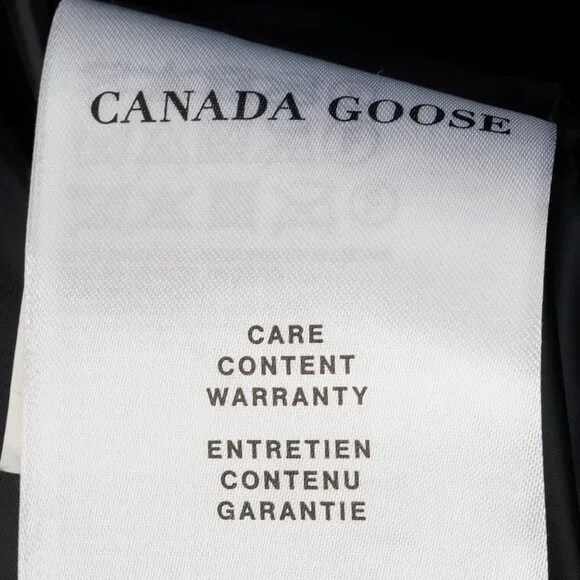 CANADA GOOSE
CARE
CONTENT
WARRANTY
ENTRETIEN
CONTENU
GARANTIE